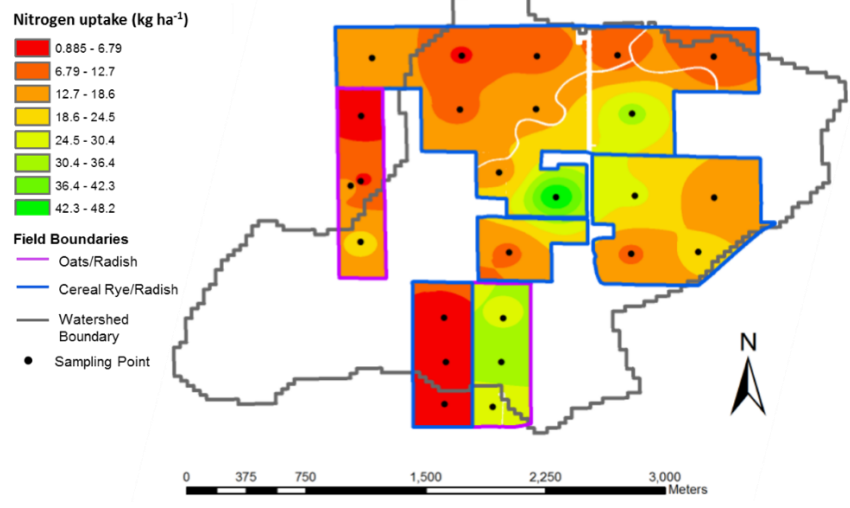 Nitrogen uptake (kg ha⁻¹)
0.885 - 6.79
6.79 - 12.7
12.7 - 18.6
18.6 - 24.5
24.5 - 30.4
30.4 - 36.4
36.4 - 42.3
42.3 - 48.2
Field Boundaries
Oats/Radish
Cereal Rye/Radish
Watershed
Boundary
Sampling Point
N
0 375 750 1,500 2,250 3,000
Meters